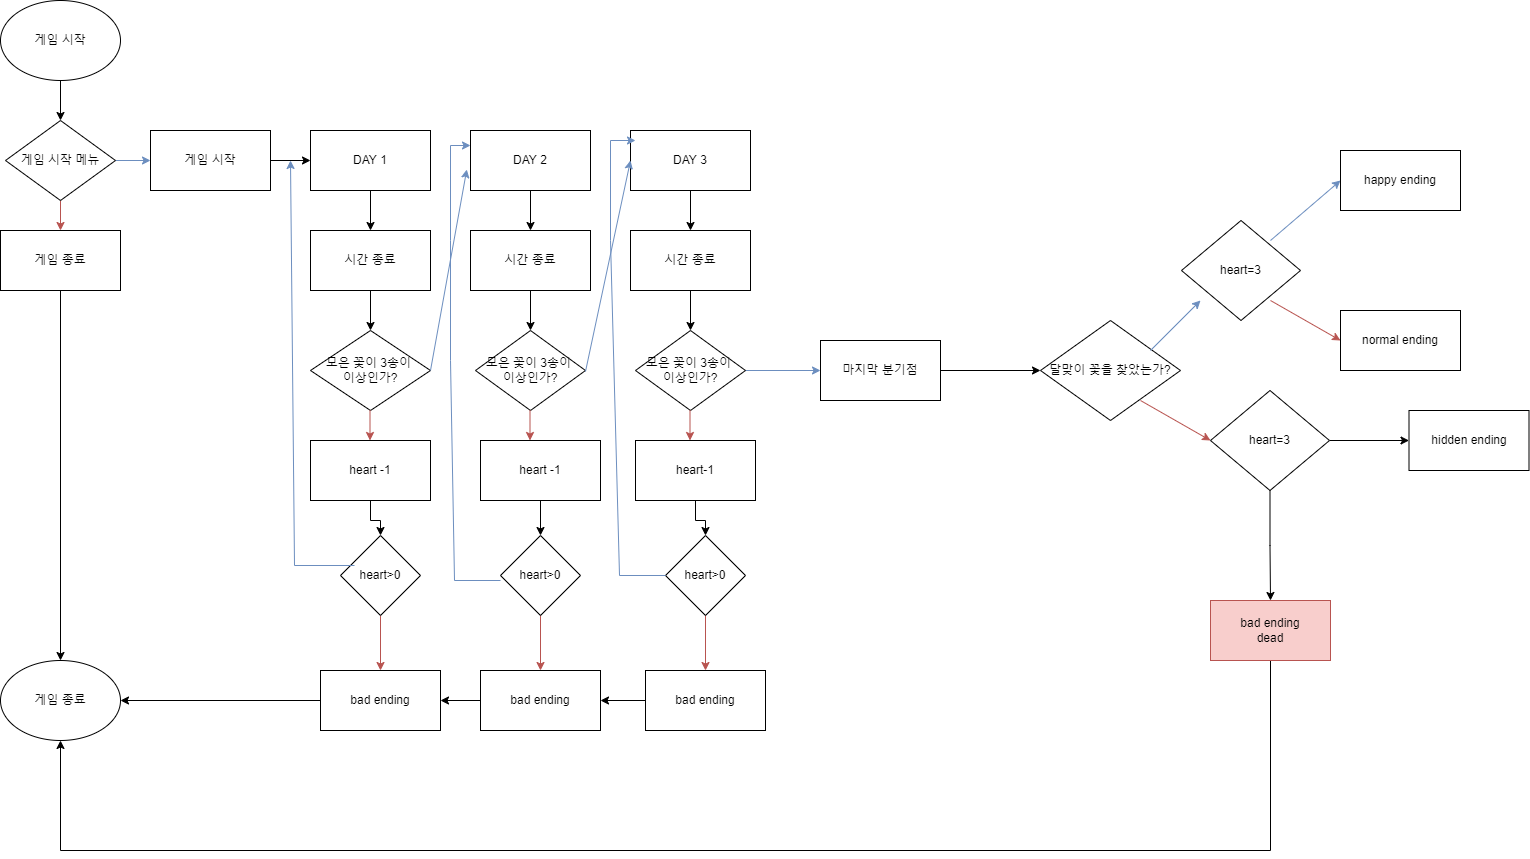 게임 시작
게임 시작 메뉴
게임 시작
DAY 1
DAY 2
DAY 3
happy ending
게임 종료
시간 종료
시간 종료
시간 종료
heart=3
normal ending
모은 꽃이 3송이
이상인가?
모은 꽃이 3송이
이상인가?
모은 꽃이 3송이
이상인가?
마지막 분기점
달맞이 꽃을 찾았는가?
heart -1
heart -1
heart-1
heart=3
hidden ending
heart>0
heart>0
heart>0
bad ending
dead
게임 종료
bad ending
bad ending
bad ending